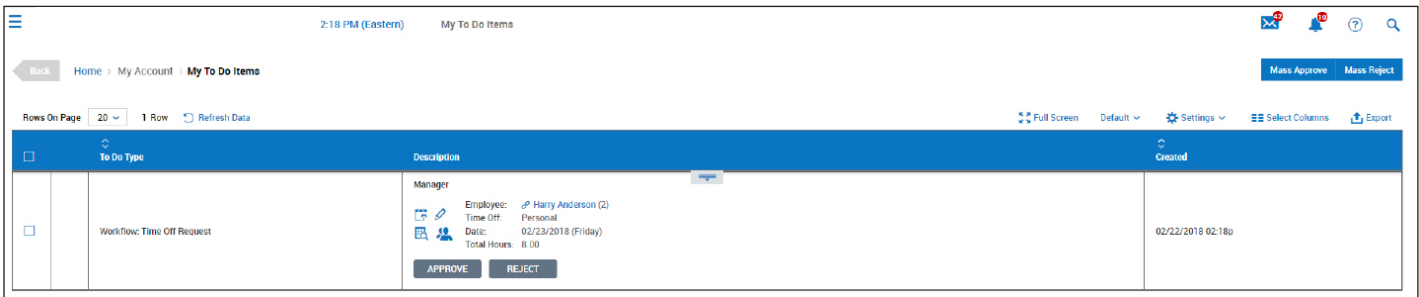 2:18 PM (Eastern) My To Do Items 42 10 ?
Back Home > My Account > My To Do Items Mass Approve Mass Reject
Rows On Page 20 1 Row Refresh Data Full Screen Default Settings Select Columns Export
To Do Type Description Created
Manager
Employee: Harry Anderson (2)
Time Off: Personal
Workflow: Time Off Request Date: 02/23/2018 (Friday) 02/22/2018 02:18p
Total Hours: 8.00
APPROVE REJECT